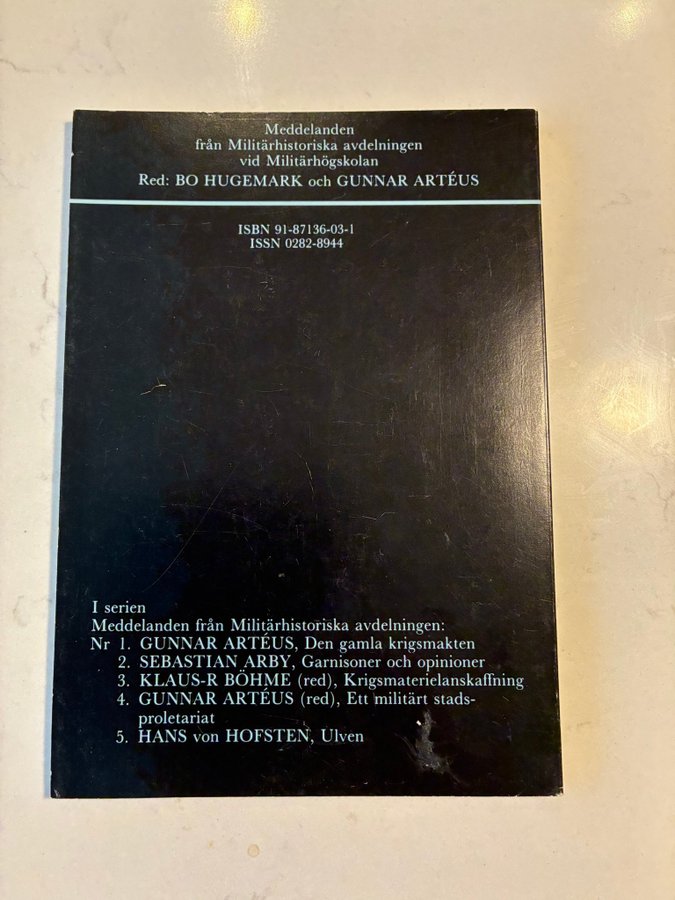 Meddelanden
från Militärhistoriska avdelningen
vid Militärhögskolan
Red: BO HUGEMARK och GUNNAR ARTÉUS
ISBN 91-87136-03-1
ISSN 0282-8944
I serien
Meddelanden från Militärhistoriska avdelningen:
Nr 1. GUNNAR ARTÉUS, Den gamla krigsmakten
2. SEBASTIAN ARBY, Garnisoner och opinioner
3. KLAUS-R BÖHME (red), Krigsmaterielanskaffning
4. GUNNAR ARTÉUS (red), Ett militärt stads-
proletariat
5. HANS von HOFSTEN, Ulven